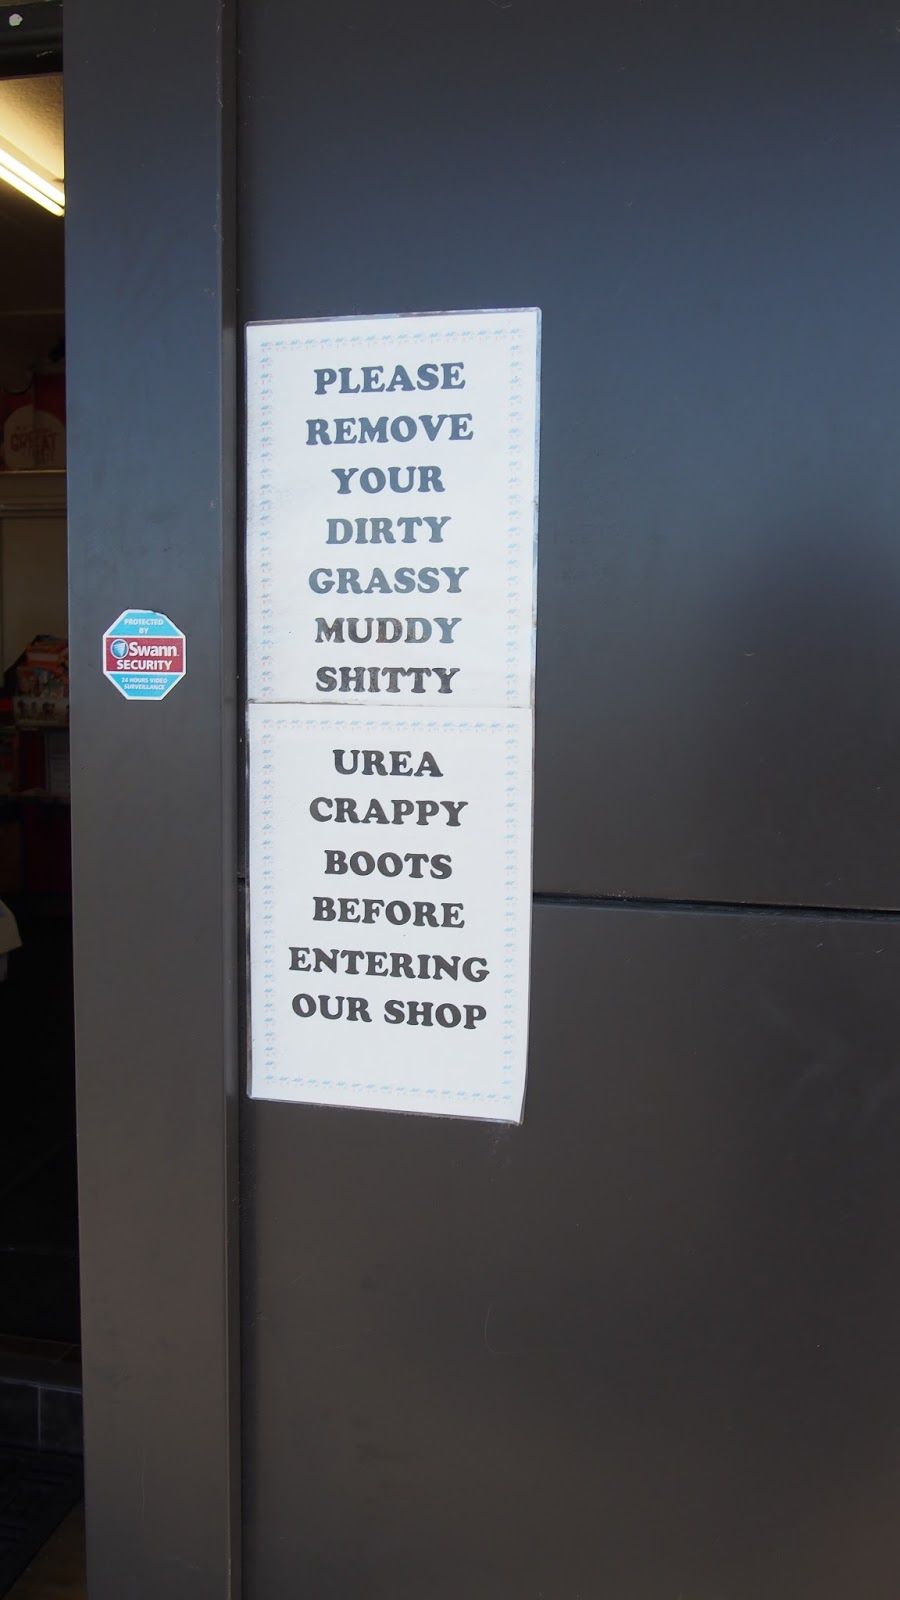 PLEASE
REMOVE
YOUR
DIRTY
GRASSY
MUDDY
SHITTY
UREA
CRAPPY
BOOTS
BEFORE
ENTERING
OUR SHOP
PROTECTED
BY
Swann
SECURITY
24 HOURS VIDEO
SURVEILLANCE
GREAT